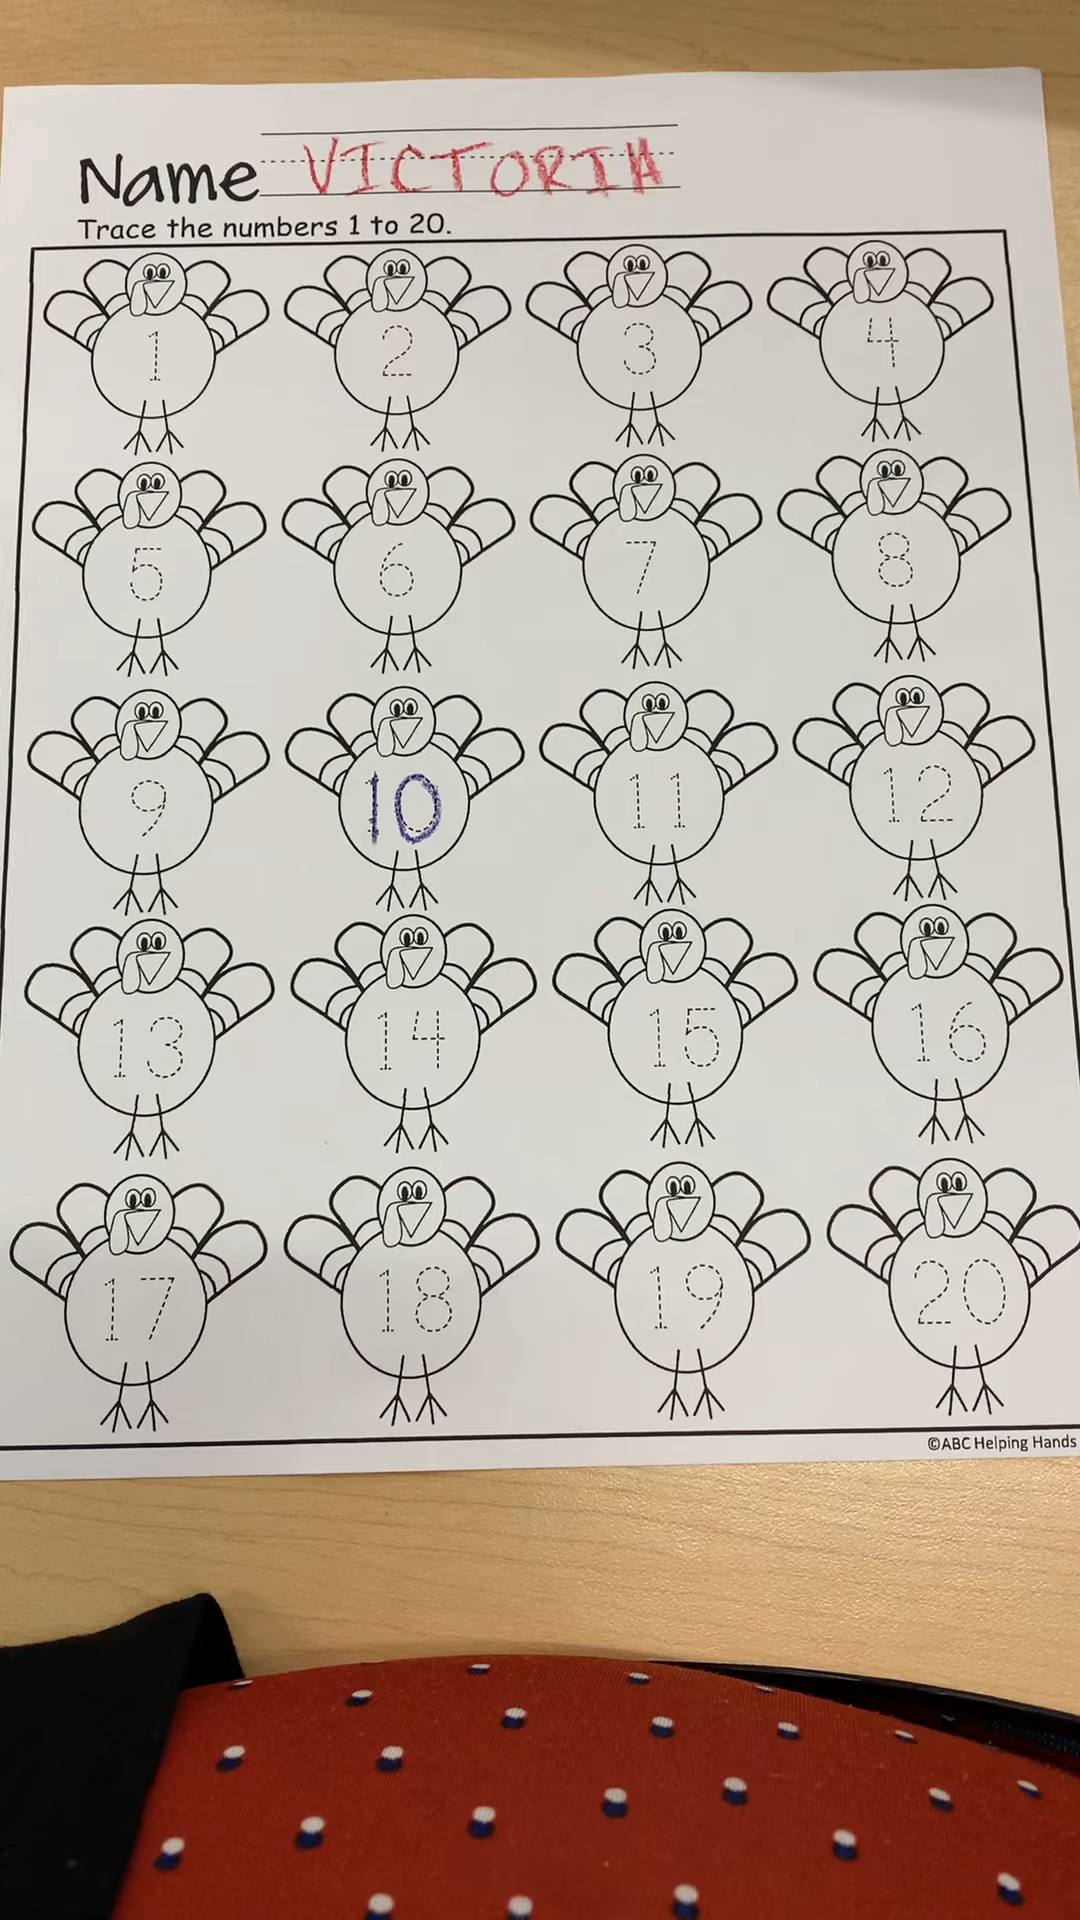 Name VICTORIA
Trace the numbers 1 to 20.
1 2 3 4
5 6 7 8
9 10 11 12
13 14 15 16
17 18 19 20
©ABC Helping Hands